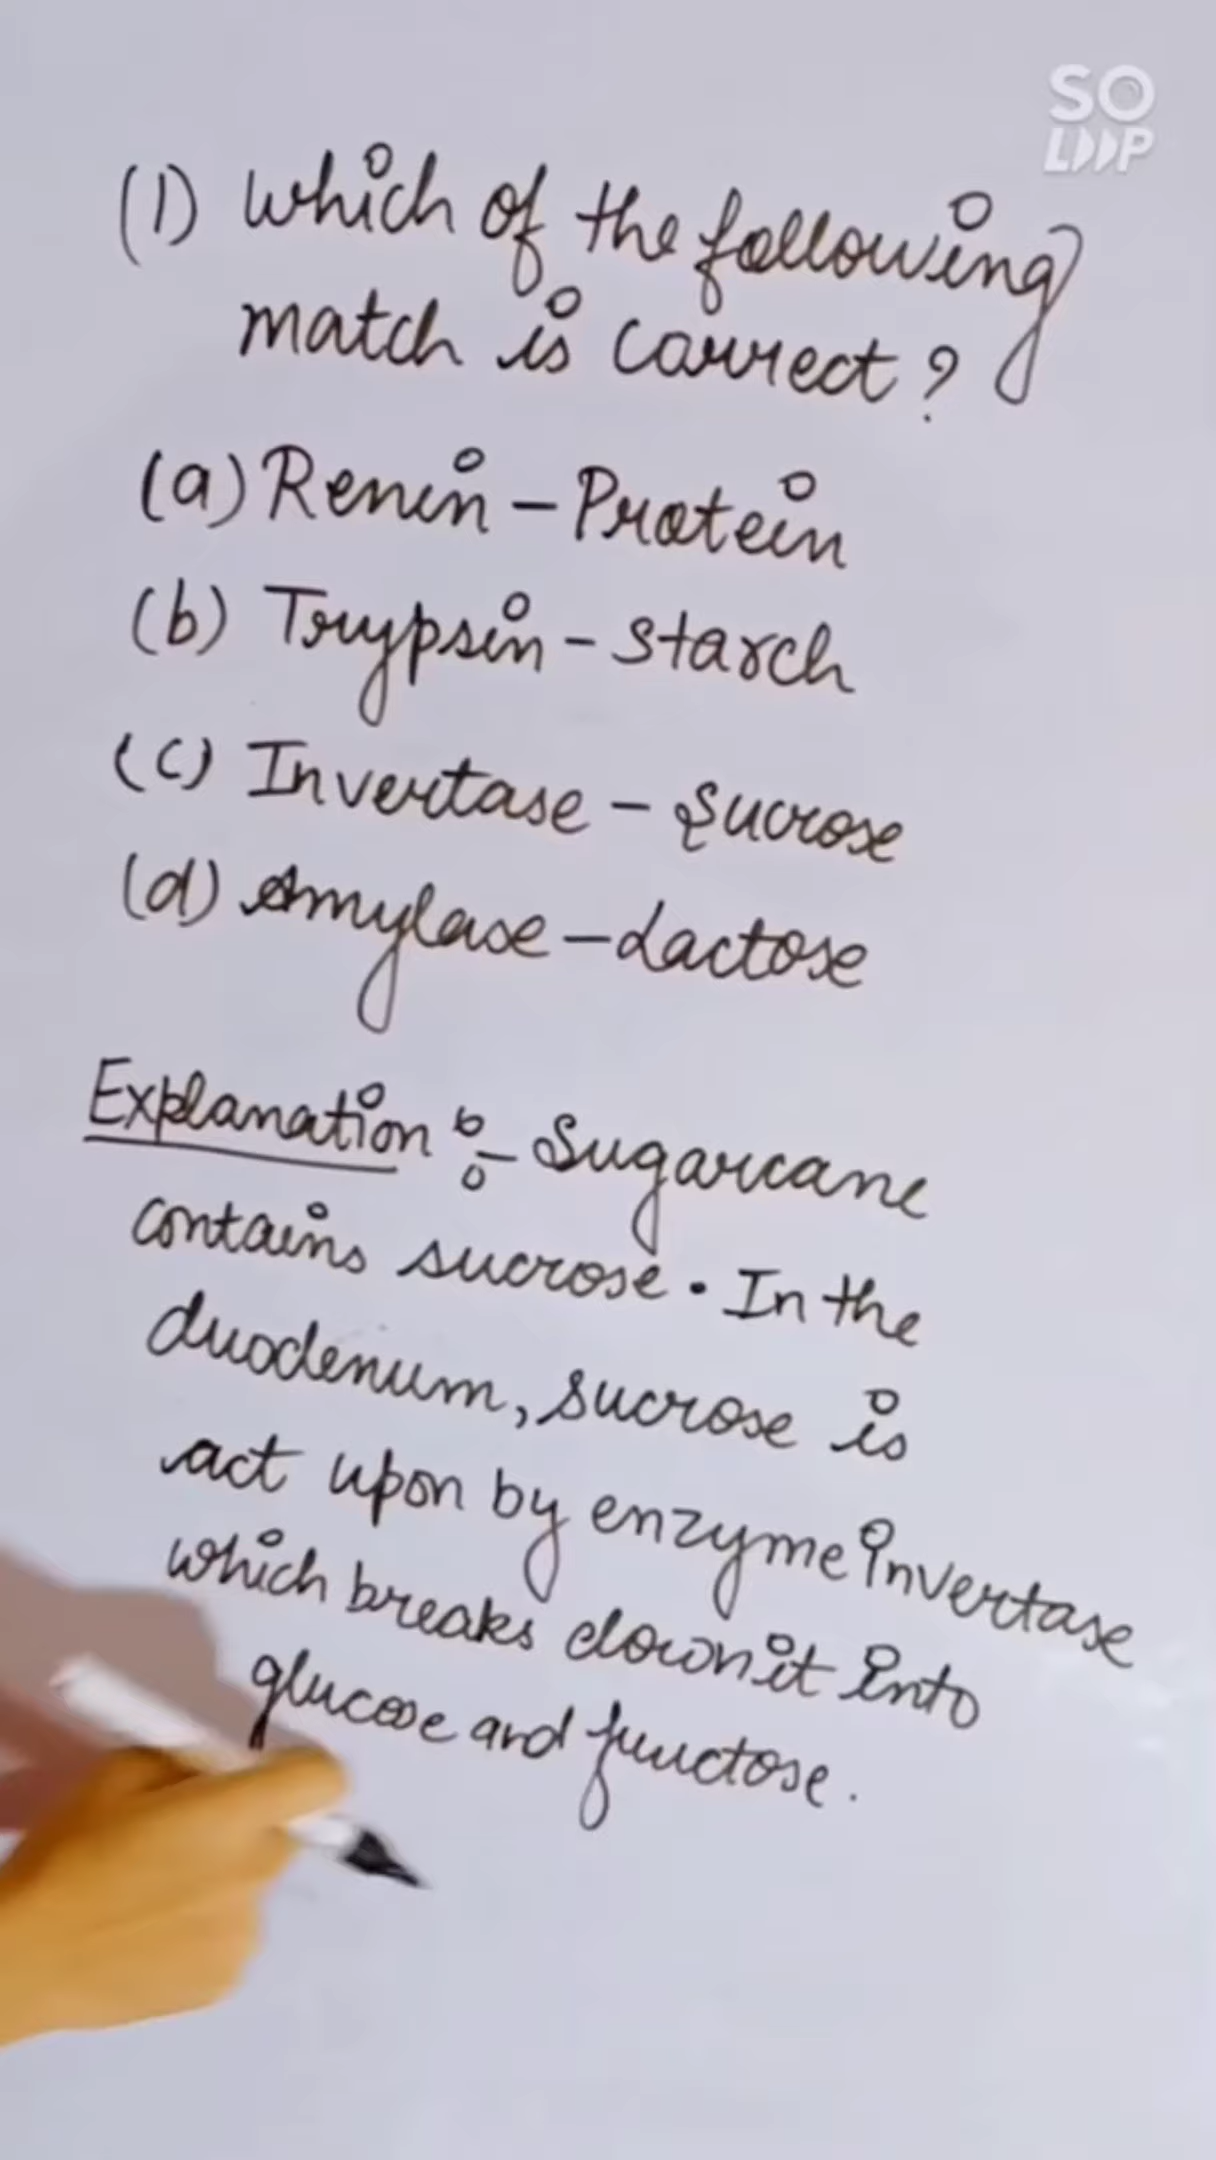 SO
LOOP
(1) which of the following
match is correct?
(a) Renin - Protein
(b) Trypsin - starch
(c) Invertase - Sucrose
(d) Amylase - Lactose
Explanation :- Sugarcane
contains sucrose. In the
duodenum, sucrose is
act upon by enzyme invertase
which breaks down it into
glucose and fructose.